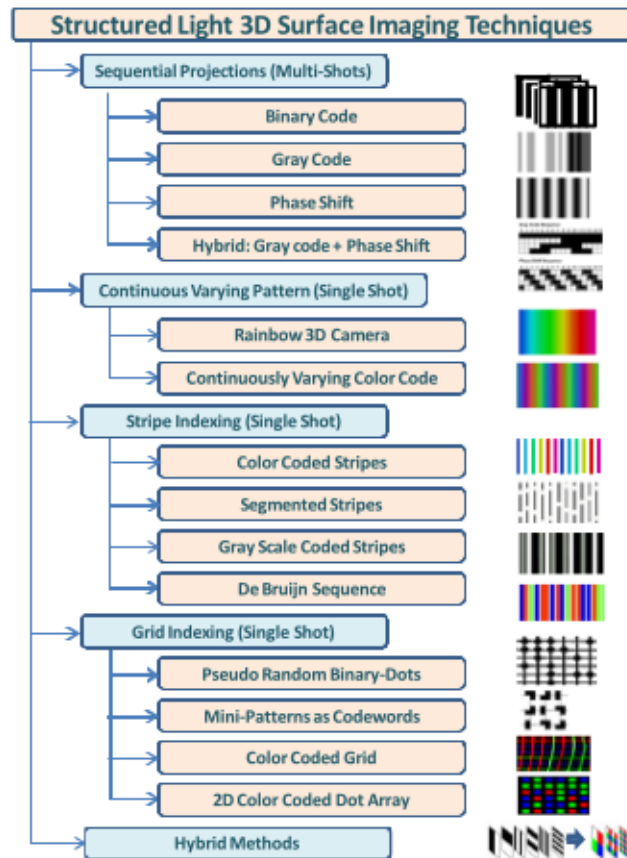 Structured Light 3D Surface Imaging Techniques
Sequential Projections (Multi-Shots)
Binary Code
Gray Code
Phase Shift
Hybrid: Gray code + Phase Shift
Continuous Varying Pattern (Single Shot)
Rainbow 3D Camera
Continuously Varying Color Code
Stripe Indexing (Single Shot)
Color Coded Stripes
Segmented Stripes
Gray Scale Coded Stripes
De Bruijn Sequence
Grid Indexing (Single Shot)
Pseudo Random Binary-Dots
Mini-Patterns as Codewords
Color Coded Grid
2D Color Coded Dot Array
Hybrid Methods